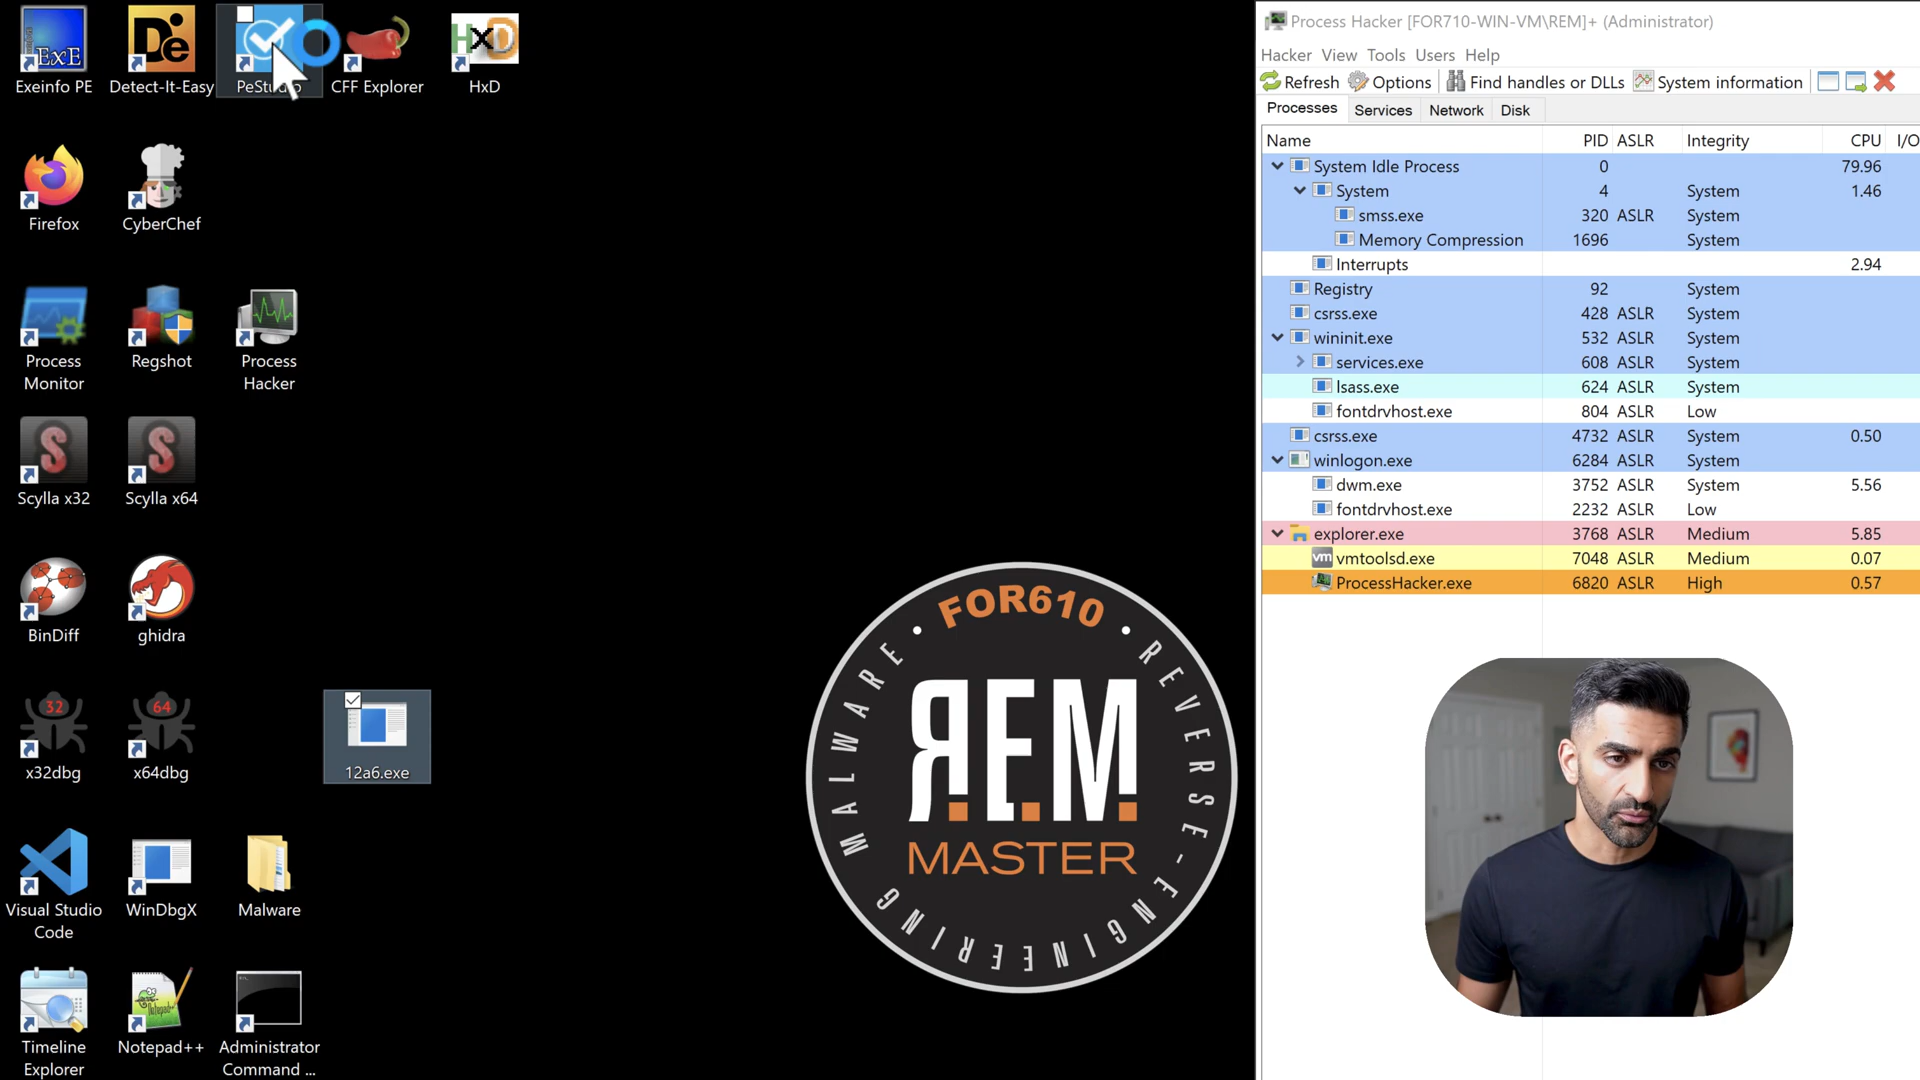 Exeinfo PE
Detect-It-Easy
PeStudio
CFF Explorer
HxD
Firefox
CyberChef
Process
Monitor
Regshot
Process
Hacker
Scylla x32
Scylla x64
BinDiff
ghidra
32
x32dbg
64
x64dbg
12a6.exe
Visual Studio
Code
WinDbgX
Malware
Timeline
Explorer
Notepad++
Administrator
Command ...
FOR610
MALWARE
REVERSE-ENGINEERING
REM
MASTER
Process Hacker [FOR710-WIN-VM\REM]+ (Administrator)
Hacker View Tools Users Help
Refresh Options Find handles or DLLs System information
Processes Services Network Disk
Name PID ASLR Integrity CPU I/O
System Idle Process 0 79.96
System 4 System 1.46
smss.exe 320 ASLR System
Memory Compression 1696 System
Interrupts 2.94
Registry 92 System
csrss.exe 428 ASLR System
wininit.exe 532 ASLR System
services.exe 608 ASLR System
lsass.exe 624 ASLR System
fontdrvhost.exe 804 ASLR Low
csrss.exe 4732 ASLR System 0.50
winlogon.exe 6284 ASLR System
dwm.exe 3752 ASLR System 5.56
fontdrvhost.exe 2232 ASLR Low
explorer.exe 3768 ASLR Medium 5.85
vm vmtoolsd.exe 7048 ASLR Medium 0.07
ProcessHacker.exe 6820 ASLR High 0.57